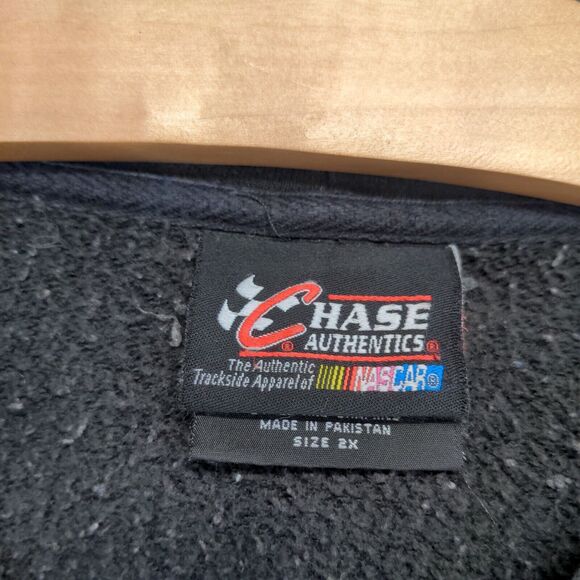 CHASE
AUTHENTICS®
®
The Authentic
Trackside Apparel of NASCAR®
MADE IN PAKISTAN
SIZE 2X